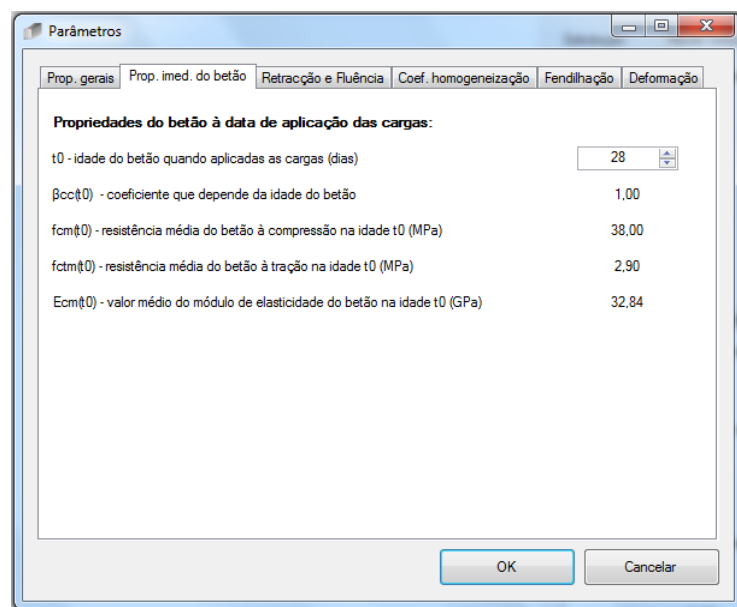 Parâmetros
Prop. gerais Prop. imed. do betão Retracção e Fluência Coef. homogeneização Fendilhação Deformação
Propriedades do betão à data de aplicação das cargas:
t0 - idade do betão quando aplicadas as cargas (dias) 28
βcc(t0) - coeficiente que depende da idade do betão 1,00
fcm(t0) - resistência média do betão à compressão na idade t0 (MPa) 38,00
fctm(t0) - resistência média do betão à tração na idade t0 (MPa) 2,90
Ecm(t0) - valor médio do módulo de elasticidade do betão na idade t0 (GPa) 32,84
OK Cancelar